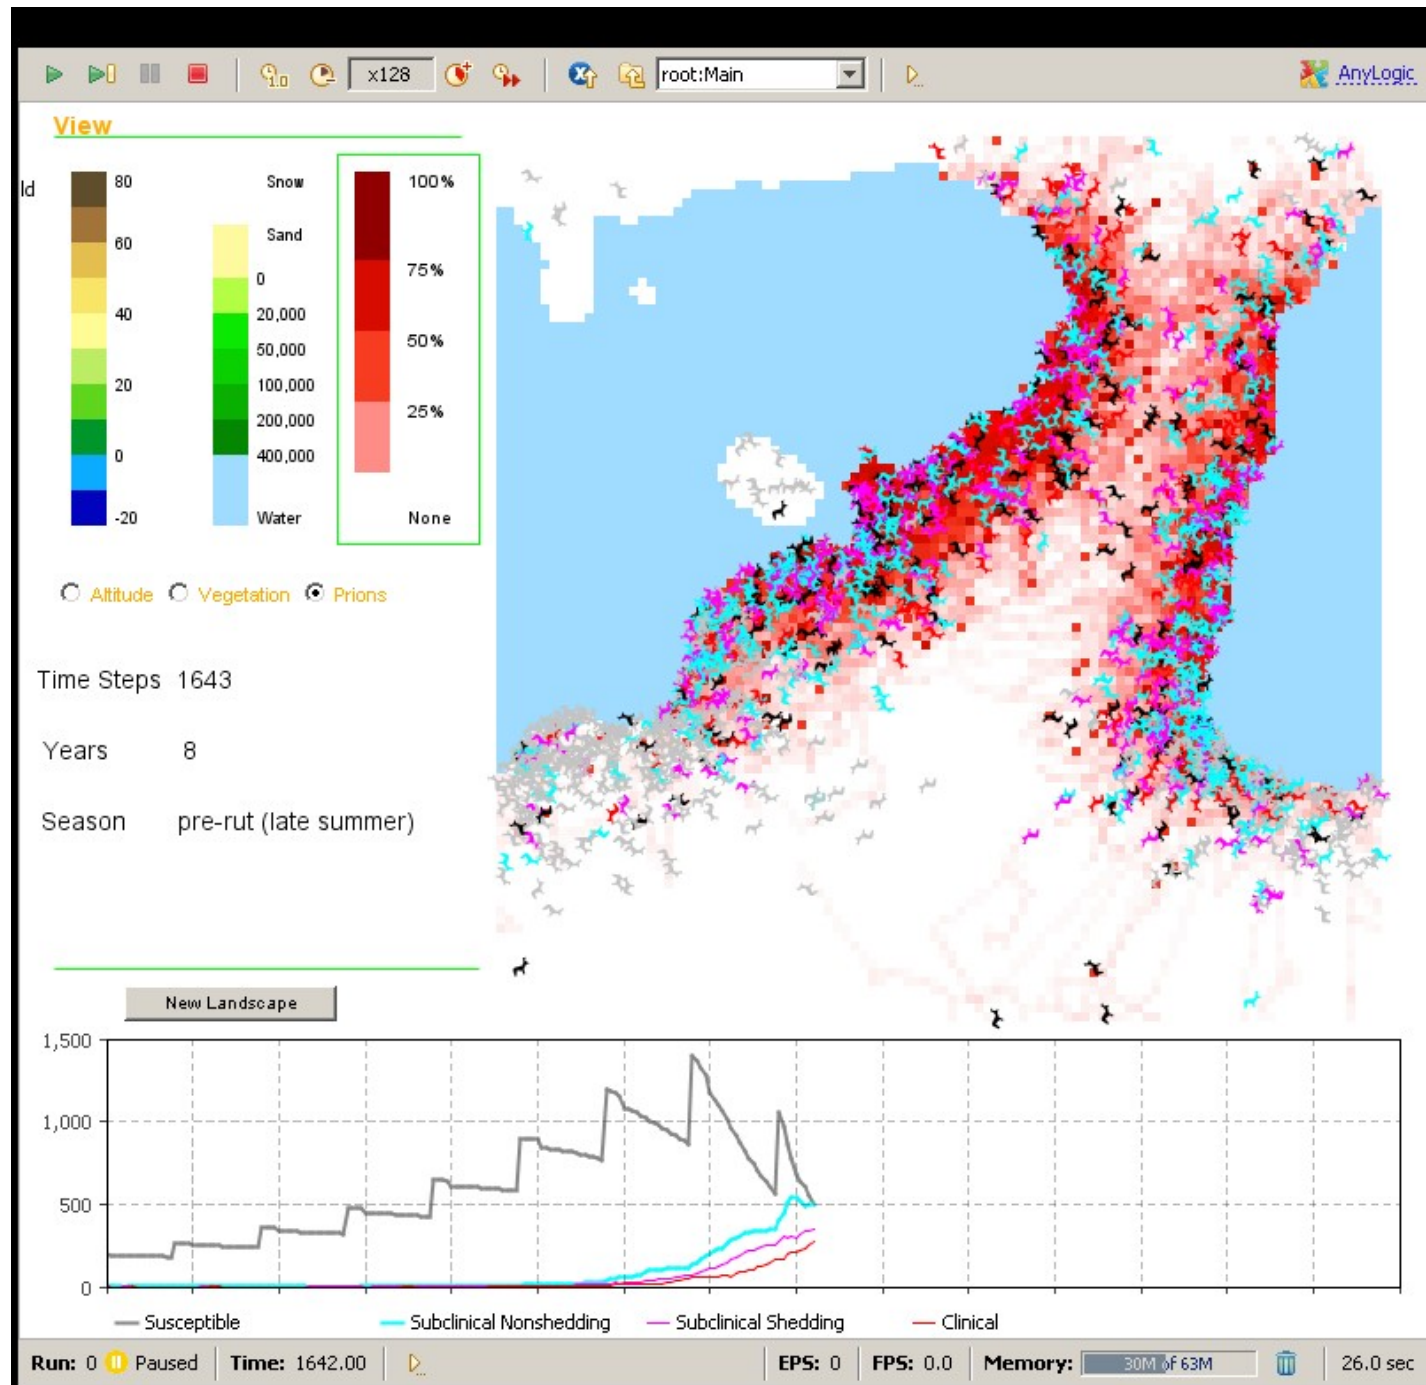 1.0
x128
root:Main
AnyLogic
View
ld
80
60
40
20
0
-20
Snow
Sand
0
20,000
50,000
100,000
200,000
400,000
Water
100%
75%
50%
25%
None
Altitude
Vegetation
Prions
Time Steps 1643
Years 8
Season pre-rut (late summer)
New Landscape
1,500
1,000
500
0
Susceptible
Subclinical Nonshedding
Subclinical Shedding
Clinical
Run: 0 Paused Time: 1642.00 EPS: 0 FPS: 0.0 Memory: 30M of 63M 26.0 sec